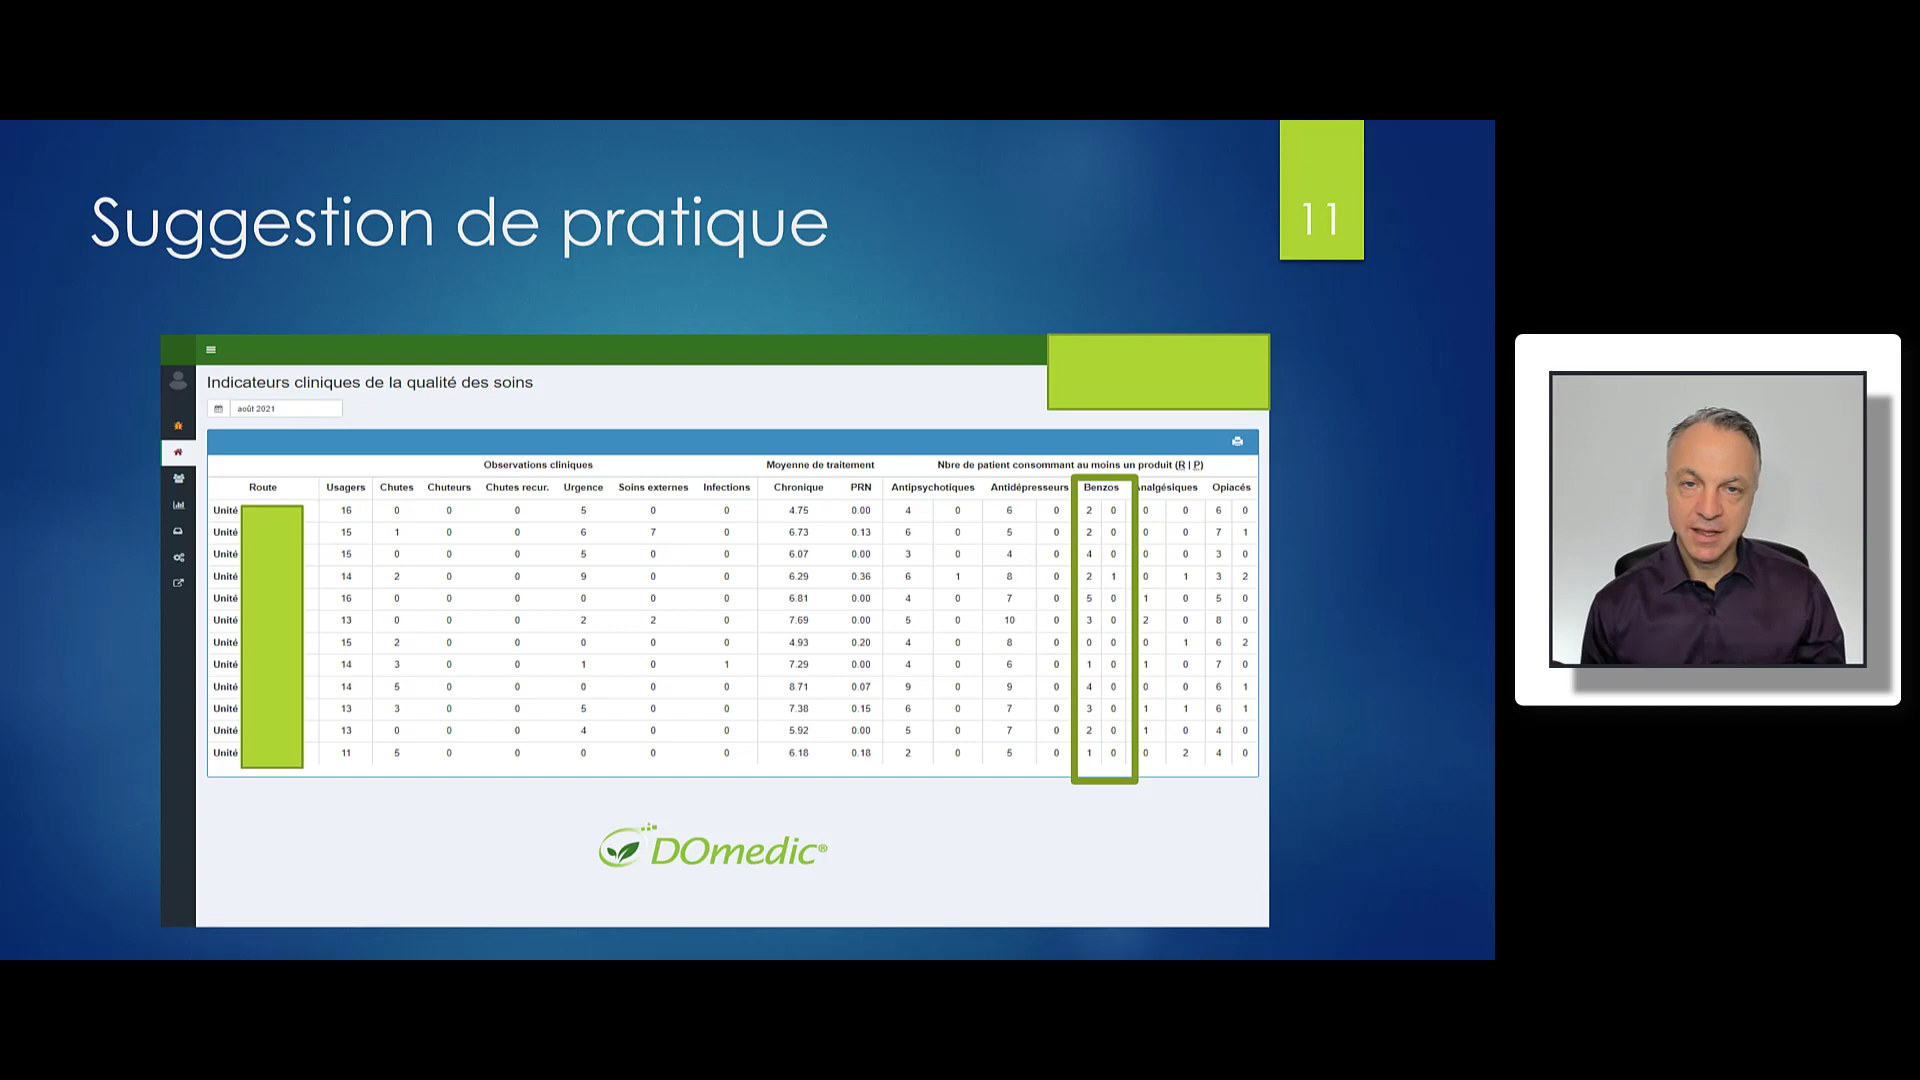 Suggestion de pratique
11
Indicateurs cliniques de la qualité des soins
août 2021
Observations cliniques Moyenne de traitement Nbre de patient consommant au moins un produit (R | P)
Route Usagers Chutes Chuteurs Chutes recur. Urgence Soins externes Infections Chronique PRN Antipsychotiques Antidépresseurs Benzos nalgésiques Opiacés
Unité 16 0 0 0 5 0 0 4.75 0.00 4 0 6 0 2 0 0 0 6 0
Unité 15 1 0 0 6 7 0 6.73 0.13 6 0 5 0 2 0 0 0 7 1
Unité 15 0 0 0 5 0 0 6.07 0.00 3 0 4 0 4 0 0 0 3 0
Unité 14 2 0 0 9 0 0 6.29 0.36 6 1 8 0 2 1 0 1 3 2
Unité 16 0 0 0 0 0 0 6.81 0.00 4 0 7 0 5 0 1 0 5 0
Unité 13 0 0 0 2 2 0 7.69 0.00 5 0 10 0 3 0 2 0 8 0
Unité 15 2 0 0 0 0 0 4.93 0.20 4 0 8 0 0 0 0 1 6 2
Unité 14 3 0 0 1 0 1 7.29 0.00 4 0 6 0 1 0 1 0 7 0
Unité 14 5 0 0 0 0 0 8.71 0.07 9 0 9 0 4 0 0 0 6 1
Unité 13 3 0 0 5 0 0 7.38 0.15 6 0 7 0 3 0 1 1 6 1
Unité 13 0 0 0 4 0 0 5.92 0.00 5 0 7 0 2 0 1 0 4 0
Unité 11 5 0 0 0 0 0 6.18 0.18 2 0 5 0 1 0 0 2 4 0
DOmedic®